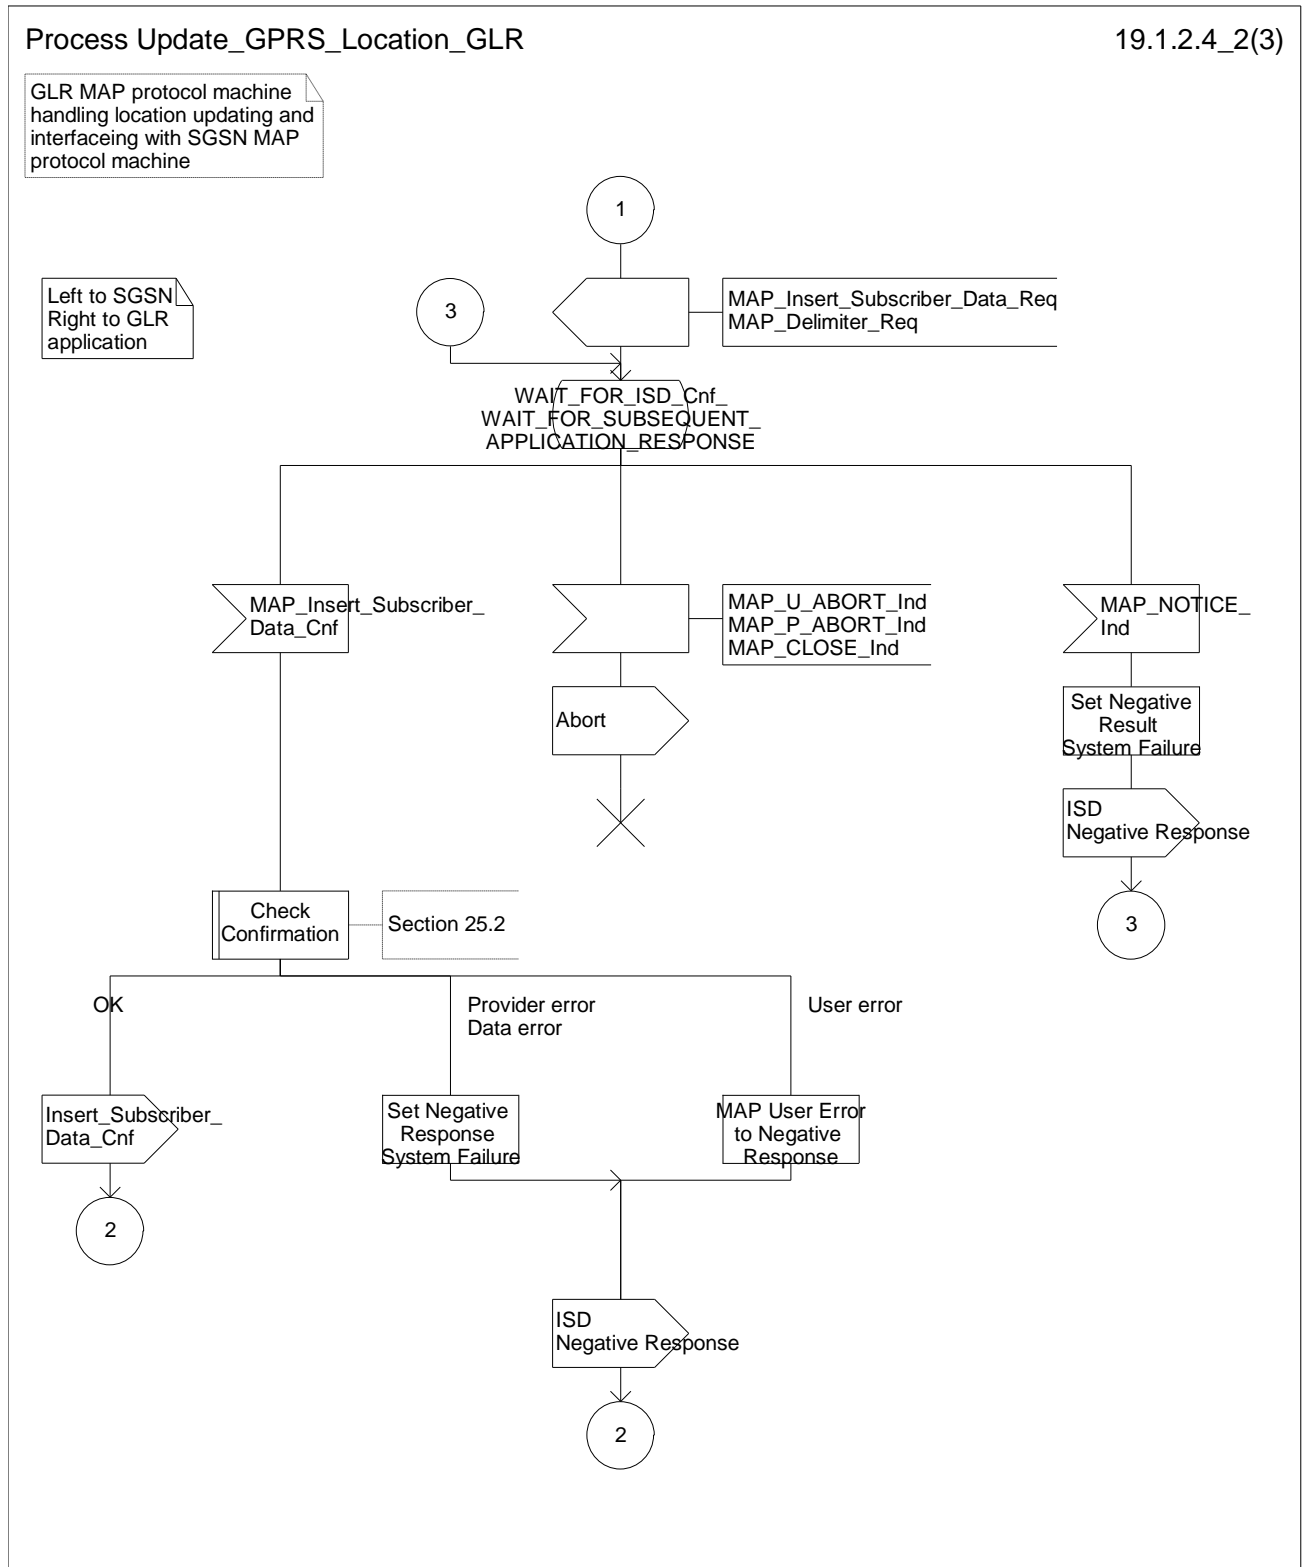 Process Update_GPRS_Location_GLR
19.1.2.4_2(3)
GLR MAP protocol machine
handling location updating and
interfaceing with SGSN MAP
protocol machine
1
Left to SGSN
Right to GLR
application
3
MAP_Insert_Subscriber_Data_Req
MAP_Delimiter_Req
WAIT_FOR_ISD_Cnf_
WAIT_FOR_SUBSEQUENT_
APPLICATION_RESPONSE
MAP_Insert_Subscriber_
Data_Cnf
MAP_U_ABORT_Ind
MAP_P_ABORT_Ind
MAP_CLOSE_Ind
MAP_NOTICE_
Ind
Abort
Set Negative
Result
System Failure
ISD
Negative Response
3
Check
Confirmation
Section 25.2
OK
Provider error
Data error
User error
Insert_Subscriber_
Data_Cnf
Set Negative
Response
System Failure
MAP User Error
to Negative
Response
2
ISD
Negative Response
2